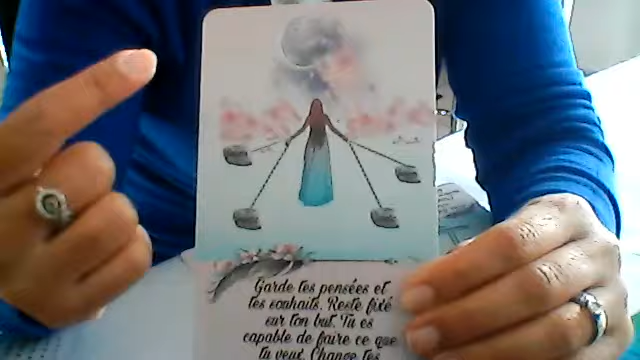 Garde tes pensées et
tes souhaits. Reste fixé
sur ton but. Tu es
capable de faire ce que
tu veux. Change tes